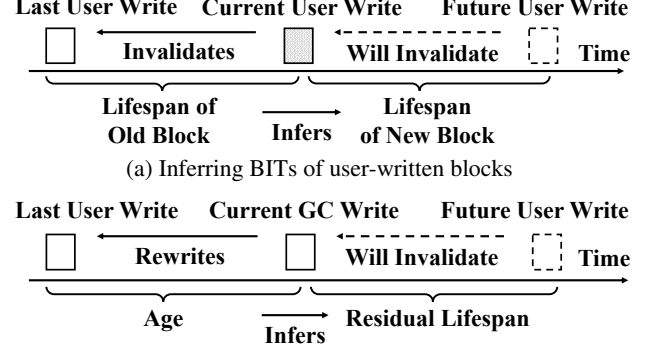 Last User Write Current User Write Future User Write
Invalidates Will Invalidate Time
Lifespan of Old Block Infers Lifespan of New Block
(a) Inferring BITs of user-written blocks
Last User Write Current GC Write Future User Write
Rewrites Will Invalidate Time
Age Infers Residual Lifespan